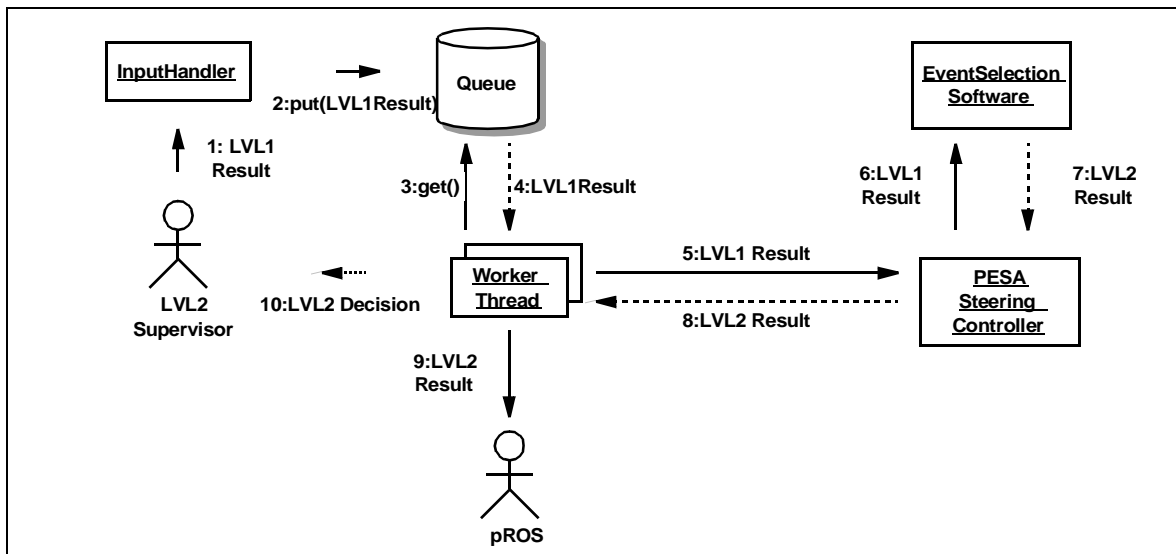 InputHandler
2:put(LVL1Result)
Queue
EventSelection
Software
1: LVL1
Result
3:get()
4:LVL1Result
6:LVL1
Result
7:LVL2
Result
LVL2
Supervisor
10:LVL2 Decision
Worker
Thread
5:LVL1 Result
8:LVL2 Result
PESA
Steering
Controller
9:LVL2
Result
pROS